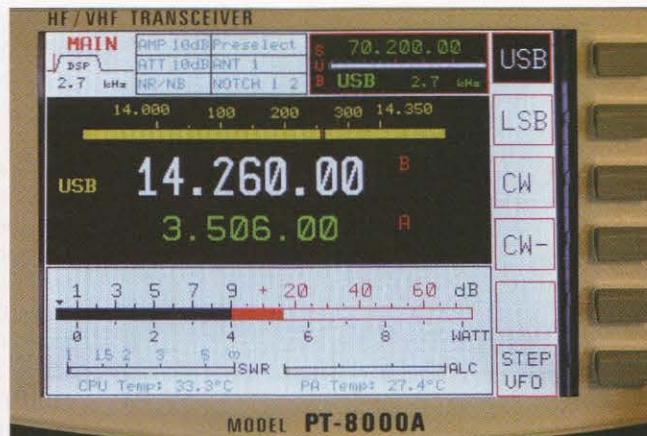 HF/VHF TRANSCEIVER
MAIN
DSP
2.7 kHz
AMP 10dB Preselect
ATT 10dB ANT 1
NR/NB NOTCH 1 2
SUB
70.200.00
USB 2.7 kHz
USB
LSB
CW
CW-
STEP
VFO
14.000 100 200 300 14.350
USB 14.260.00 B
3.506.00 A
1 3 5 7 9 + 20 40 60 dB
0 2 4 6 8 WATT
1 1.5 2 3 5 ∞ SWR ALC
CPU Temp: 33.3°C PA Temp: 27.4°C
MODEL PT-8000A